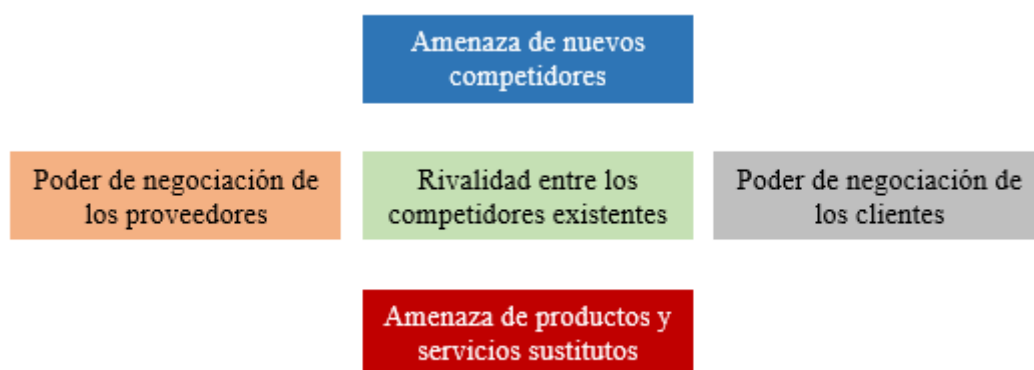 Amenaza de nuevos
competidores
Poder de negociación de
los proveedores
Rivalidad entre los
competidores existentes
Poder de negociación de
los clientes
Amenaza de productos y
servicios sustitutos